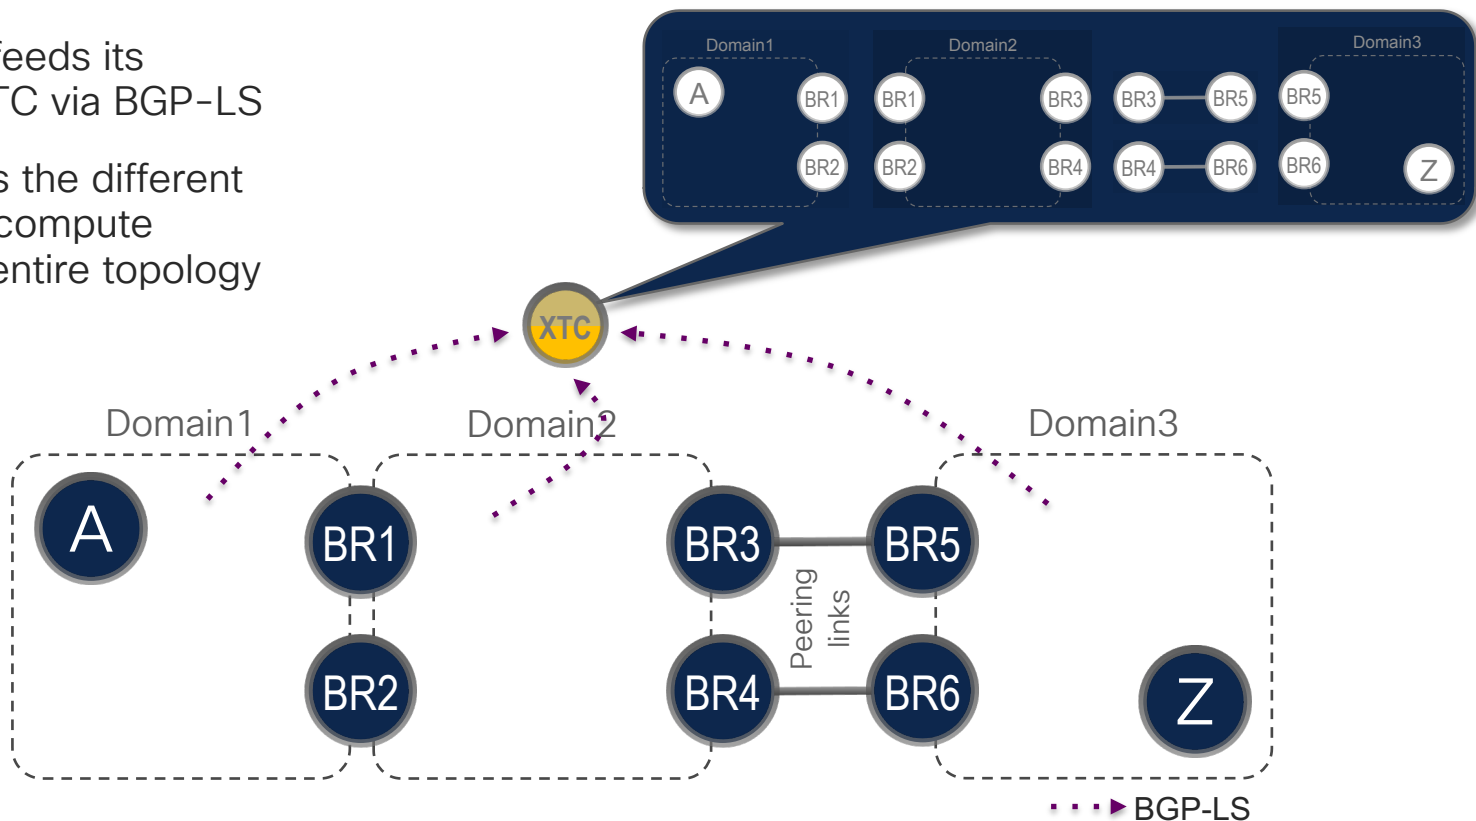 feeds its
TC via BGP-LS
s the different
compute
entire topology
Domain1
Domain2
Domain3
A
BR1
BR1
BR3
BR3
BR5
BR5
BR2
BR2
BR4
BR4
BR6
BR6
Z
XTC
Domain1
Domain2
Domain3
A
BR1
BR3
BR5
Peering
links
BR2
BR4
BR6
Z
BGP-LS